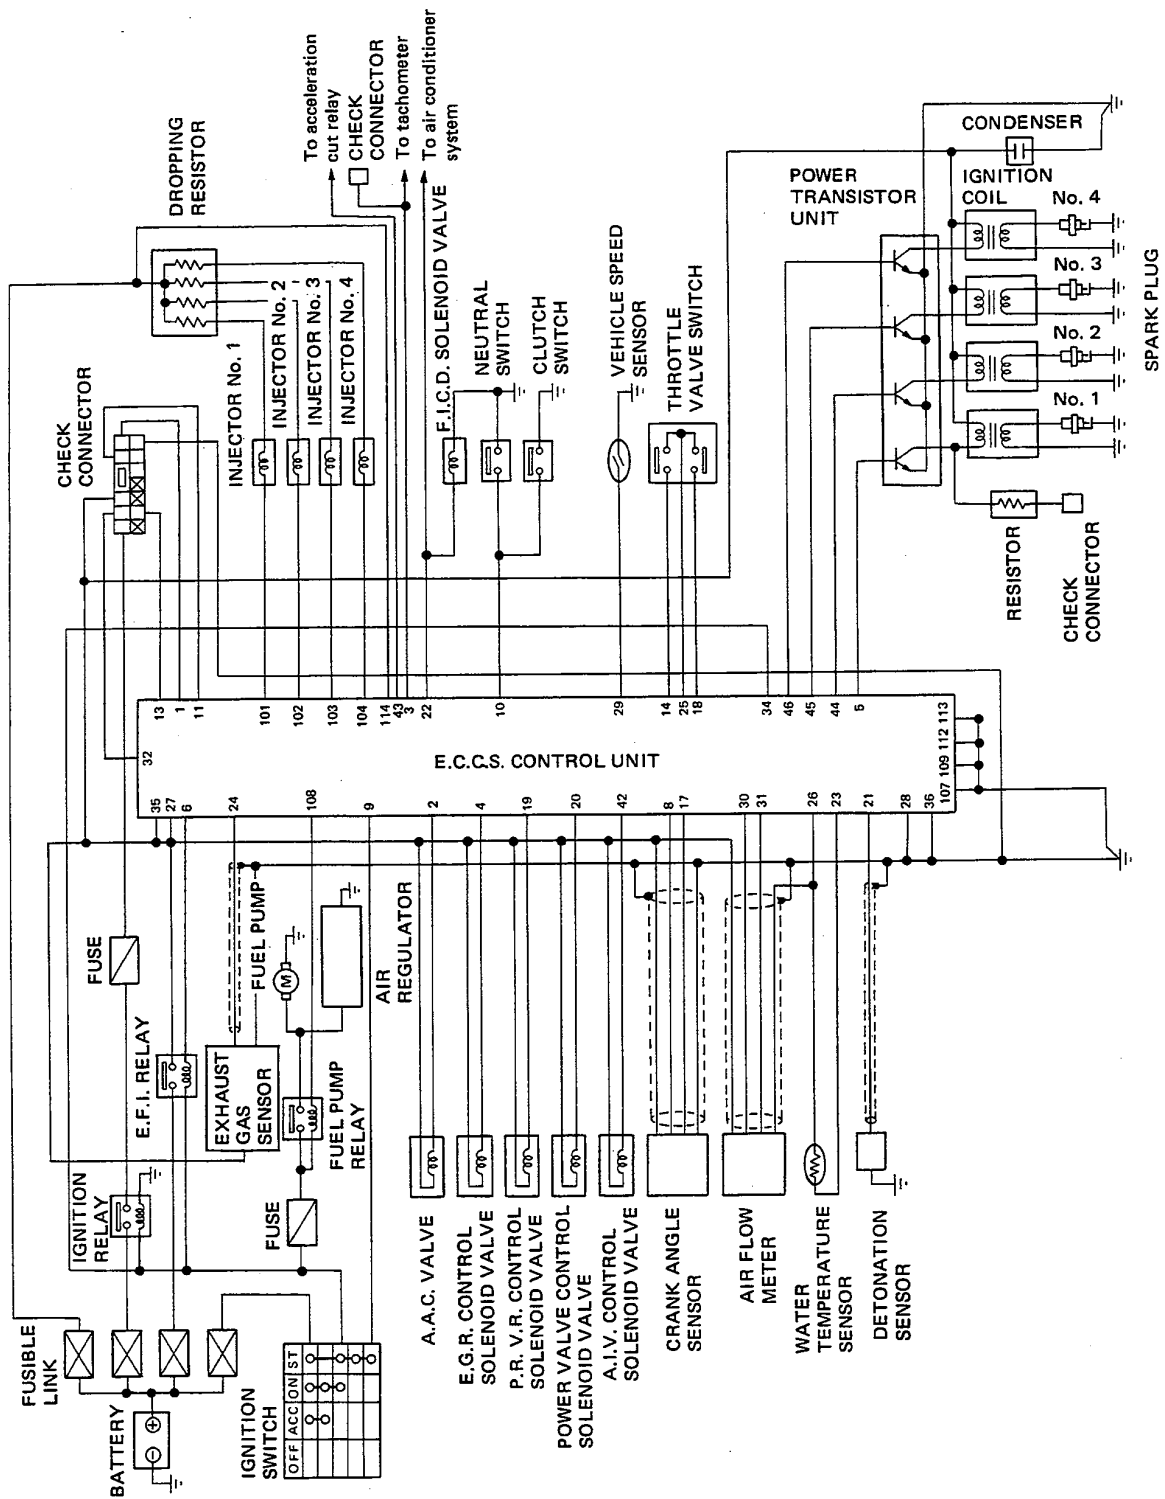 DROPPING
RESISTOR
To acceleration
cut relay
CHECK
CONNECTOR
To tachometer
To air conditioner
system
CHECK
CONNECTOR
INJECTOR No. 1
INJECTOR No. 2
INJECTOR No. 3
INJECTOR No. 4
F.I.C.D. SOLENOID VALVE
NEUTRAL
SWITCH
CLUTCH
SWITCH
VEHICLE SPEED
SENSOR
THROTTLE
VALVE SWITCH
POWER
TRANSISTOR
UNIT
CONDENSER
IGNITION
COIL
No. 4
No. 3
No. 2
No. 1
SPARK PLUG
RESISTOR
CHECK
CONNECTOR
13
1
11
101
102
103
104
114
43
3
22
10
29
14
25
18
34
46
45
44
5
32
E.C.C.S. CONTROL UNIT
113
112
109
107
35
27
6
24
108
9
2
4
19
20
42
8
17
30
31
26
23
21
28
36
FUSE
E.F.I. RELAY
IGNITION
RELAY
EXHAUST
GAS
SENSOR
FUEL PUMP
M
AIR
REGULATOR
FUEL PUMP
RELAY
FUSE
FUSIBLE
LINK
BATTERY
IGNITION
SWITCH
OFF
ACC
ON
ST
A.A.C. VALVE
E.G.R. CONTROL
SOLENOID VALVE
P.R. V.R. CONTROL
SOLENOID VALVE
POWER VALVE CONTROL
SOLENOID VALVE
A.I.V. CONTROL
SOLENOID VALVE
CRANK ANGLE
SENSOR
AIR FLOW
METER
WATER
TEMPERATURE
SENSOR
DETONATION
SENSOR